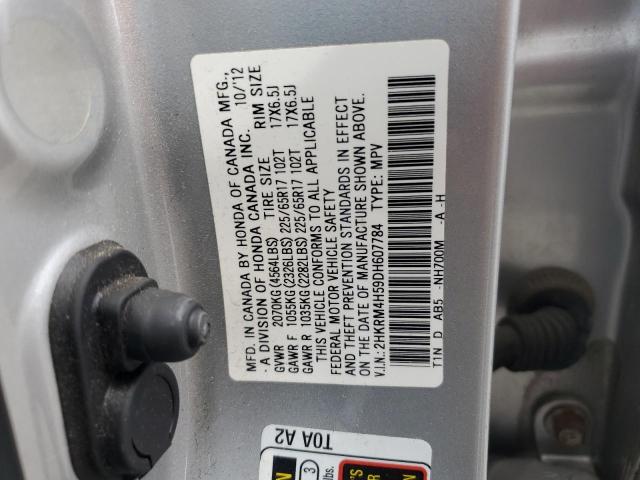 MFD. IN CANADA BY HONDA OF CANADA MFG.,
- A DIVISION OF HONDA CANADA INC. 10/12
TIRE SIZE RIM SIZE
GVWR 2070KG (4564LBS)
GAWR F 1055KG (2326LBS) 225/65R17 102T 17X6.5J
GAWR R 1035KG (2282LBS) 225/65R17 102T 17X6.5J
THIS VEHICLE CONFORMS TO ALL APPLICABLE
FEDERAL MOTOR VEHICLE SAFETY
AND THEFT PREVENTION STANDARDS IN EFFECT
ON THE DATE OF MANUFACTURE SHOWN ABOVE.
V.I.N.: 2HKRM4H59DH607784 TYPE: MPV
TIN D AB5 -NH700M -A -H
T0A A2
3
lbs.